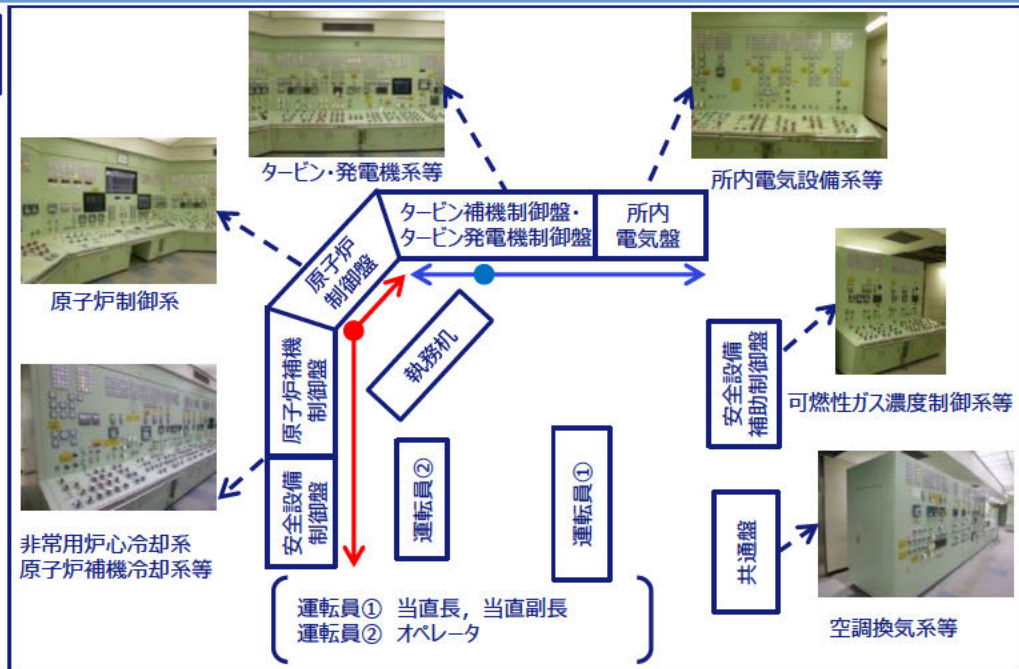 タービン・発電機系等
所内電気設備系等
原子炉制御系
タービン補機制御盤・
タービン発電機制御盤
所内
電気盤
原子炉
制御盤
執務机
原子炉補機
制御盤
安全設備
制御盤
運転員②
運転員①
安全設備
補助制御盤
可燃性ガス濃度制御系等
共通盤
空調換気系等
非常用炉心冷却系
原子炉補機冷却系等
運転員① 当直長，当直副長
運転員② オペレータ